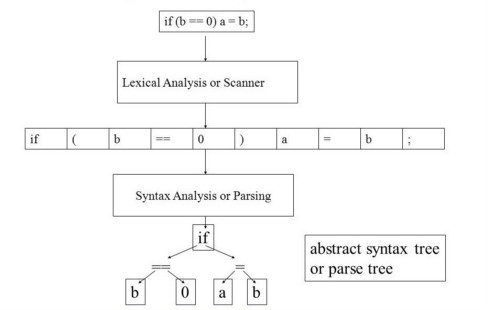 if (b == 0) a = b;
Lexical Analysis or Scanner
if ( b == 0 ) a = b ;
Syntax Analysis or Parsing
if
abstract syntax tree
or parse tree
== =
b 0 a b